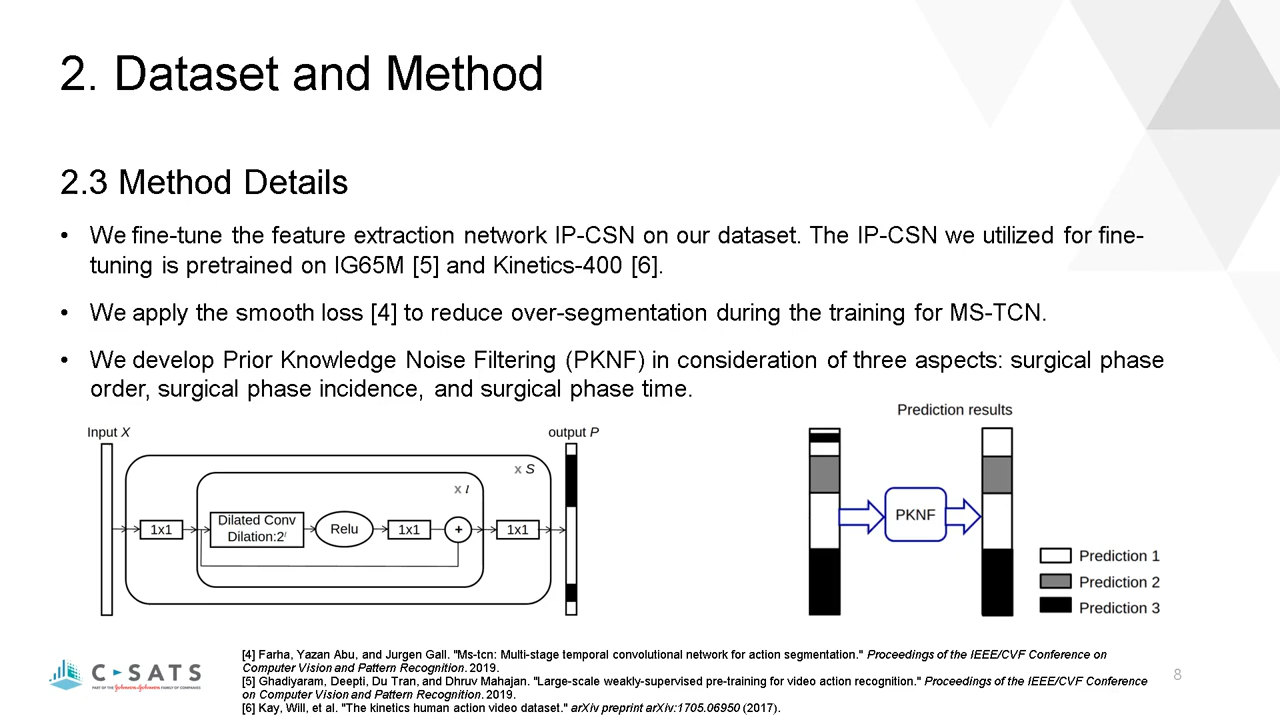 2. Dataset and Method
2.3 Method Details
• We fine-tune the feature extraction network IP-CSN on our dataset. The IP-CSN we utilized for fine-
tuning is pretrained on IG65M [5] and Kinetics-400 [6].
• We apply the smooth loss [4] to reduce over-segmentation during the training for MS-TCN.
• We develop Prior Knowledge Noise Filtering (PKNF) in consideration of three aspects: surgical phase
order, surgical phase incidence, and surgical phase time.
Input X
output P
x S
x l
1x1
Dilated Conv
Dilation:2^l
Relu
1x1
+
1x1
Prediction results
PKNF
Prediction 1
Prediction 2
Prediction 3
C-SATS
PART OF THE Johnson & Johnson FAMILY OF COMPANIES
[4] Farha, Yazan Abu, and Jurgen Gall. "Ms-tcn: Multi-stage temporal convolutional network for action segmentation." Proceedings of the IEEE/CVF Conference on
Computer Vision and Pattern Recognition. 2019.
[5] Ghadiyaram, Deepti, Du Tran, and Dhruv Mahajan. "Large-scale weakly-supervised pre-training for video action recognition." Proceedings of the IEEE/CVF Conference
on Computer Vision and Pattern Recognition. 2019.
[6] Kay, Will, et al. "The kinetics human action video dataset." arXiv preprint arXiv:1705.06950 (2017).
8